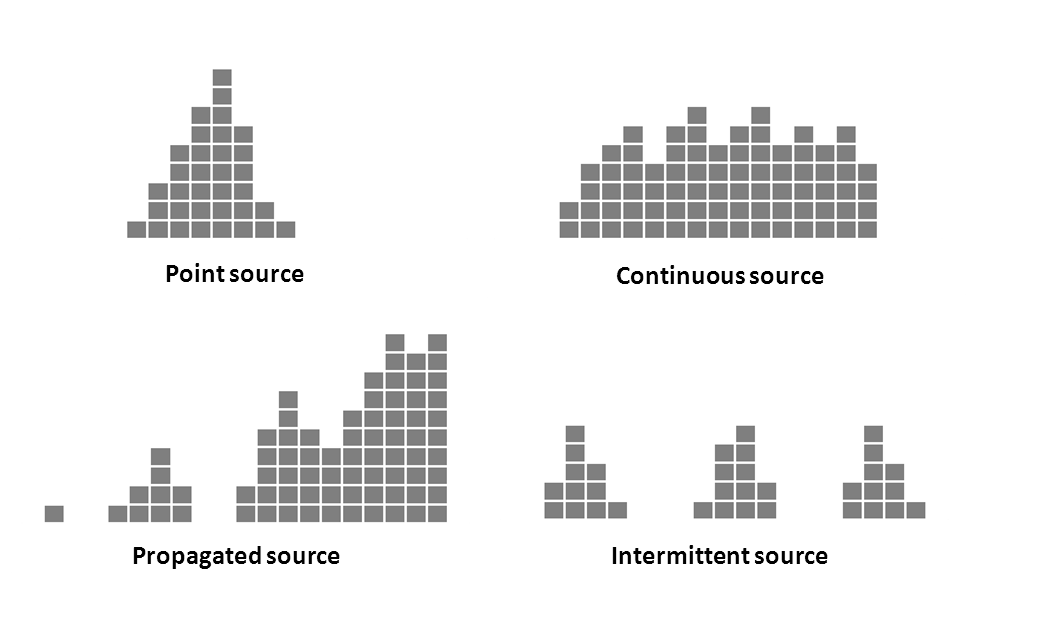 Point source
Continuous source
Propagated source
Intermittent source